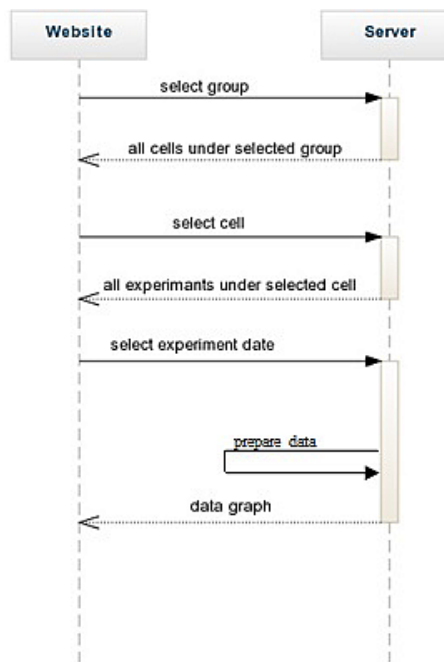 Website
Server
select group
all cells under selected group
select cell
all experimants under selected cell
select experiment date
prepare data
data graph